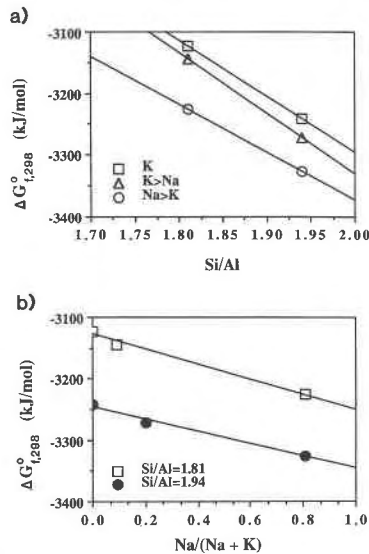 a)
-3100
-3200
-3300
-3400
ΔG°f,298 (kJ/mol)
K
K>Na
Na>K
1.70 1.75 1.80 1.85 1.90 1.95 2.00
Si/Al
b)
-3100
-3200
-3300
-3400
ΔG°f,298 (kJ/mol)
Si/Al=1.81
Si/Al=1.94
0.0 0.2 0.4 0.6 0.8 1.0
Na/(Na + K)